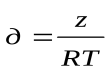 ∂ = z/RT